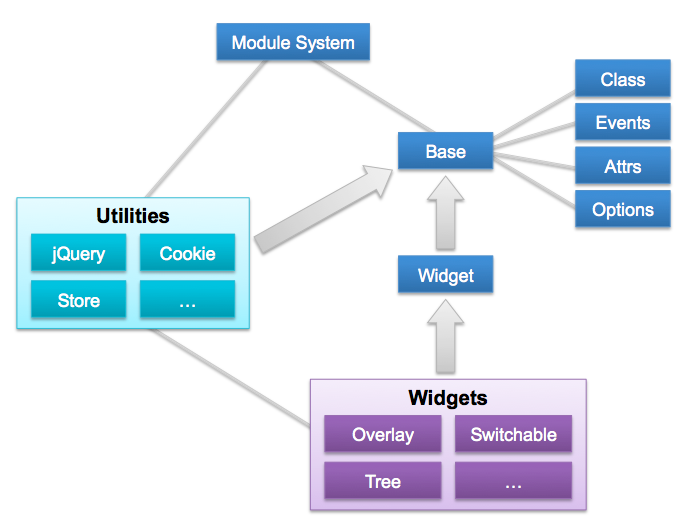 Module System
Class
Events
Base
Attrs
Options
Utilities
jQuery
Cookie
Store
...
Widget
Widgets
Overlay
Switchable
Tree
...